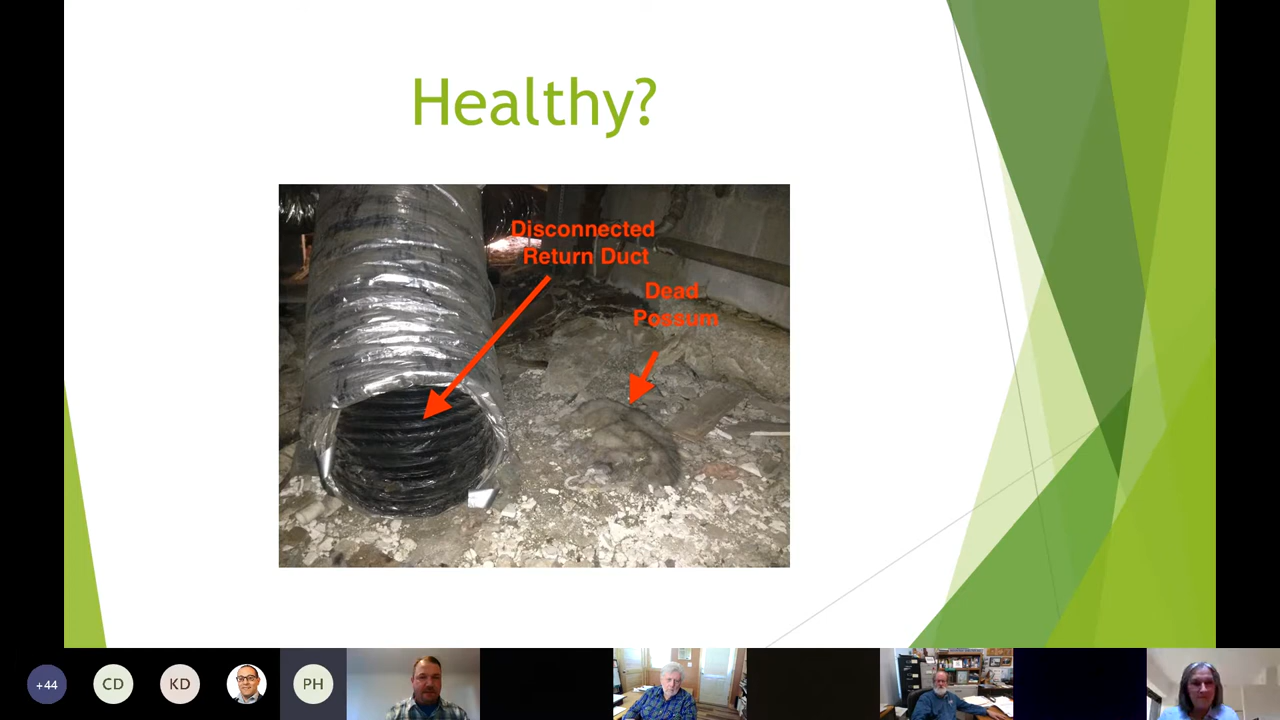 Healthy?
Disconnected
Return Duct
Dead
Possum
+44
CD
KD
PH